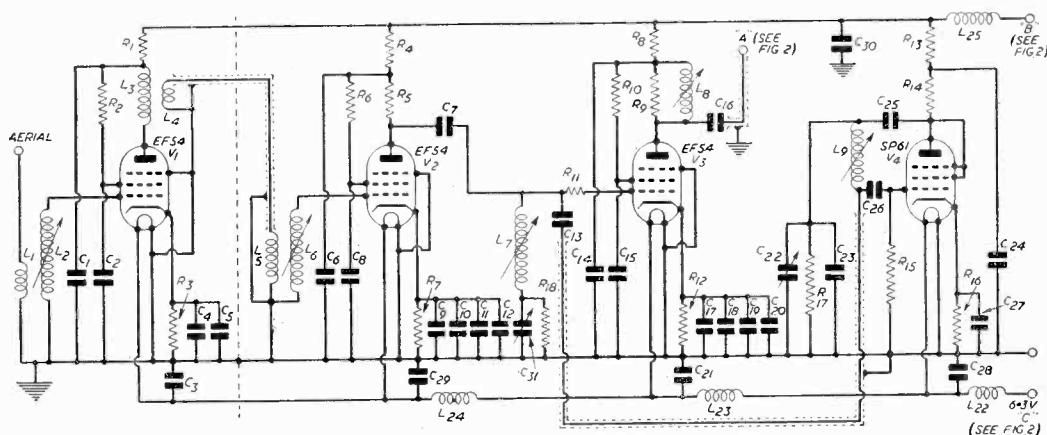 R1
L3
R2
L4
AERIAL
EF54
V1
L1
L2
C1
C2
R3
C4
C5
C3
L5
L6
R4
R6
R5
C7
EF54
V2
C6
C8
R7
C9
C10
C11
C12
C31
R18
C29
L24
L7
R11
C13
R8
R10
R9
L8
C16
A (SEE
FIG 2)
EF54
V3
C14
C15
R12
C17
C18
C19
C20
C21
L23
C30
L25
"B"
(SEE
FIG 2)
R13
R14
C25
L9
SP61
V4
C26
C22
R17
C23
R15
C24
R16
C27
C28
L22
6·3V
"C"
(SEE FIG 2)